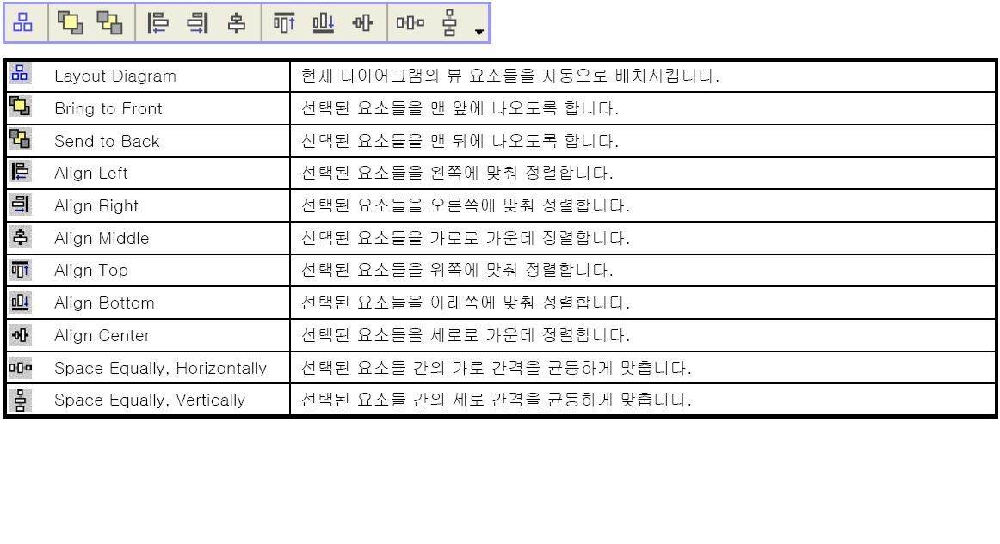 Layout Diagram 현재 다이어그램의 뷰 요소들을 자동으로 배치시킵니다.
Bring to Front 선택된 요소들을 맨 앞에 나오도록 합니다.
Send to Back 선택된 요소들을 맨 뒤에 나오도록 합니다.
Align Left 선택된 요소들을 왼쪽에 맞춰 정렬합니다.
Align Right 선택된 요소들을 오른쪽에 맞춰 정렬합니다.
Align Middle 선택된 요소들을 가로로 가운데 정렬합니다.
Align Top 선택된 요소들을 위쪽에 맞춰 정렬합니다.
Align Bottom 선택된 요소들을 아래쪽에 맞춰 정렬합니다.
Align Center 선택된 요소들을 세로로 가운데 정렬합니다.
Space Equally, Horizontally 선택된 요소들 간의 가로 간격을 균등하게 맞춥니다.
Space Equally, Vertically 선택된 요소들 간의 세로 간격을 균등하게 맞춥니다.